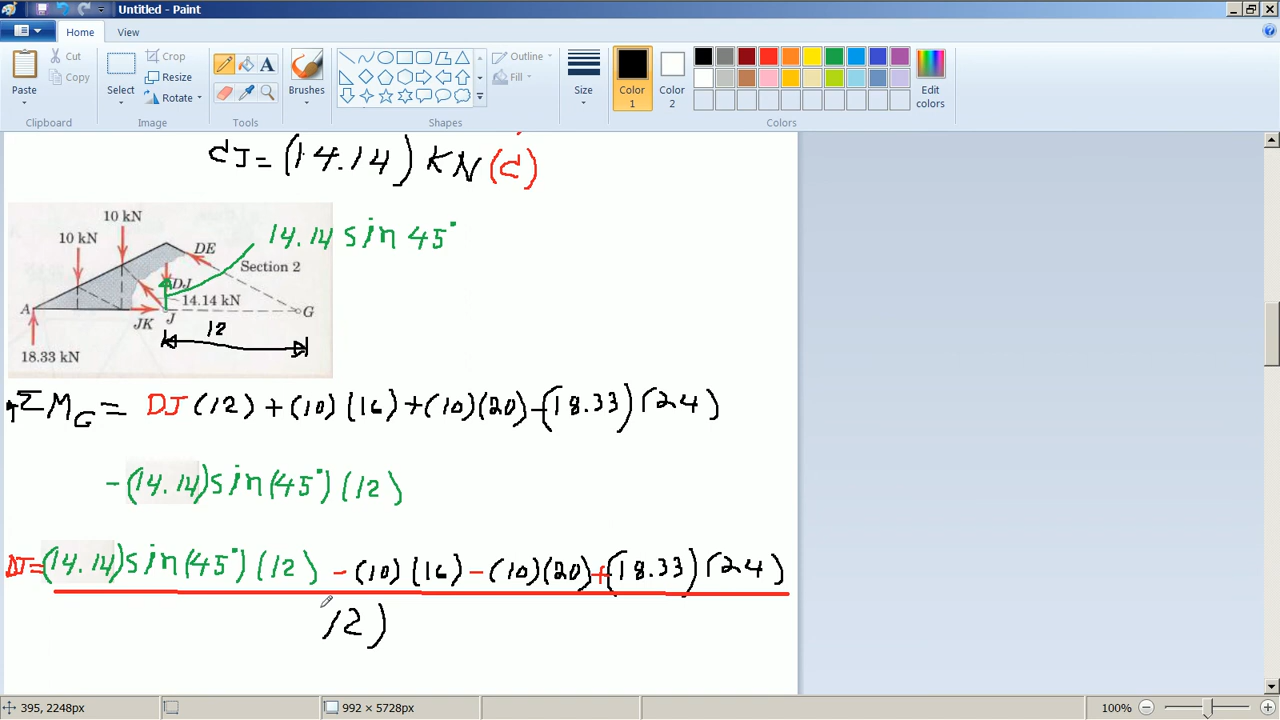 Untitled - Paint
Home View
Paste
Cut
Copy
Clipboard
Select
Crop
Resize
Rotate
Image
A
Tools
Brushes
Outline
Fill
Shapes
Size
Color 1
Color 2
Edit colors
Colors
CJ = (14.14) KN (C)
10 kN
10 kN
DE
Section 2
DJ
14.14 kN
A
JK
J
G
12
18.33 kN
14.14 sin 45°
ΣM_G = DJ(12) + (10)(16) + (10)(20) - (18.33)(24)
- (14.14) sin(45°) (12)
DJ = (14.14) sin(45°) (12) - (10)(16) - (10)(20) + (18.33)(24)
12)
395, 2248px
992 × 5728px
100%